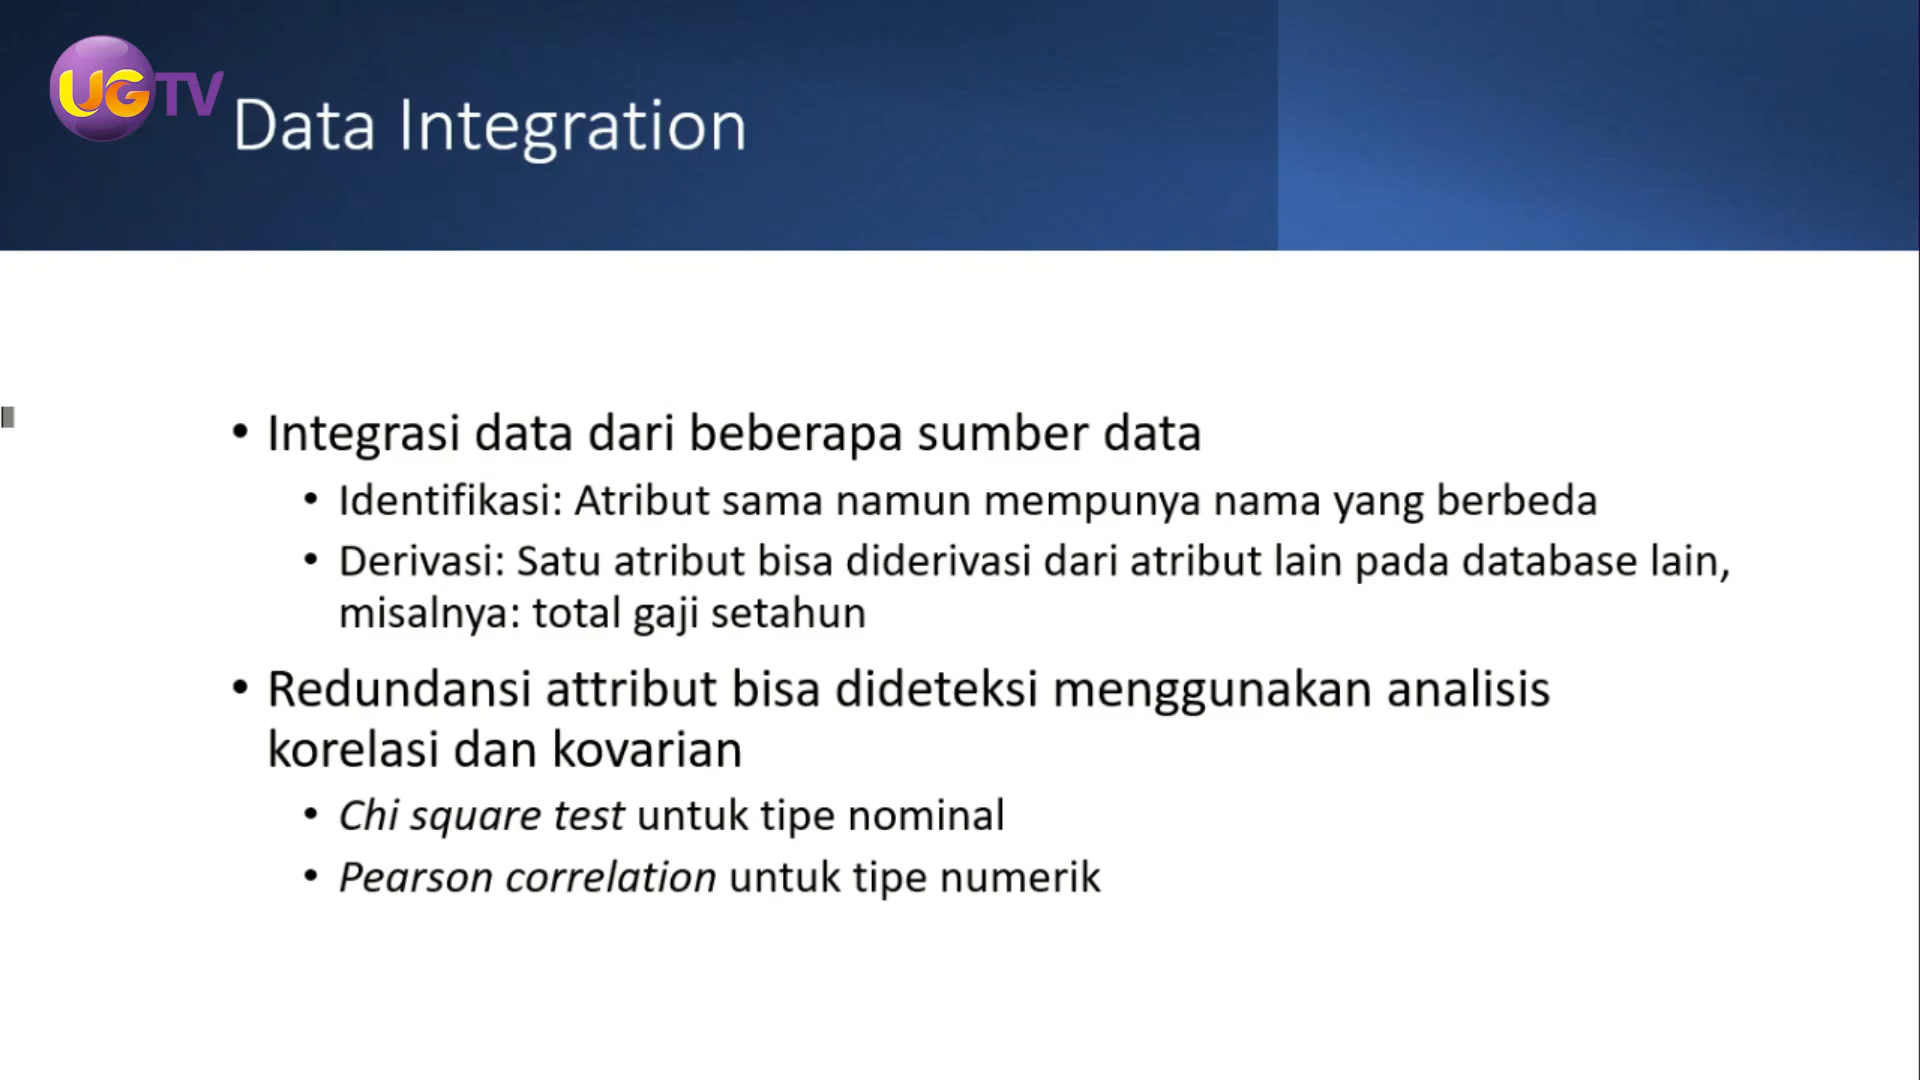 UGTV
Data Integration
• Integrasi data dari beberapa sumber data
• Identifikasi: Atribut sama namun mempunya nama yang berbeda
• Derivasi: Satu atribut bisa diderivasi dari atribut lain pada database lain,
misalnya: total gaji setahun
• Redundansi attribut bisa dideteksi menggunakan analisis
korelasi dan kovarian
• Chi square test untuk tipe nominal
• Pearson correlation untuk tipe numerik